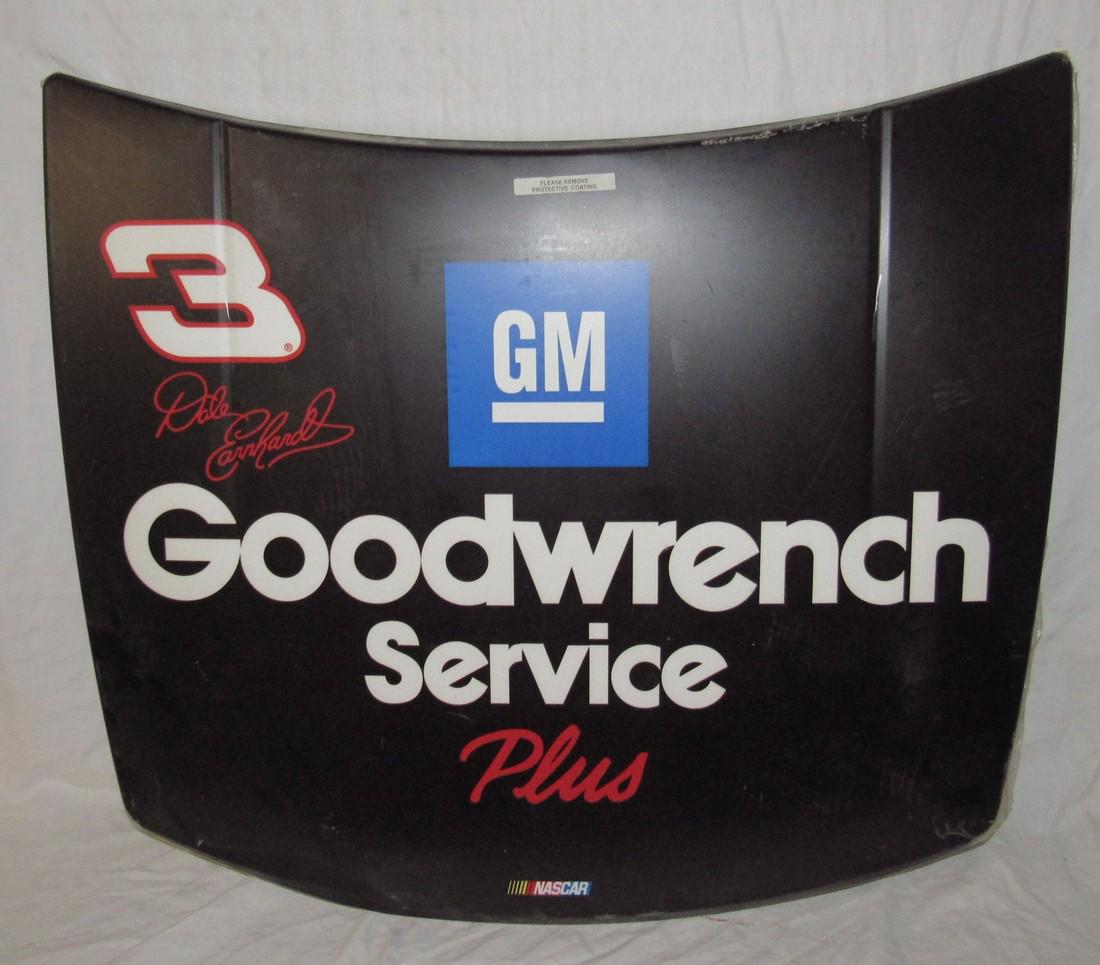 PLEASE REMOVE
PROTECTIVE COATING
3
®
GM
Dale
Earnhardt
Goodwrench
Service
Plus
NASCAR